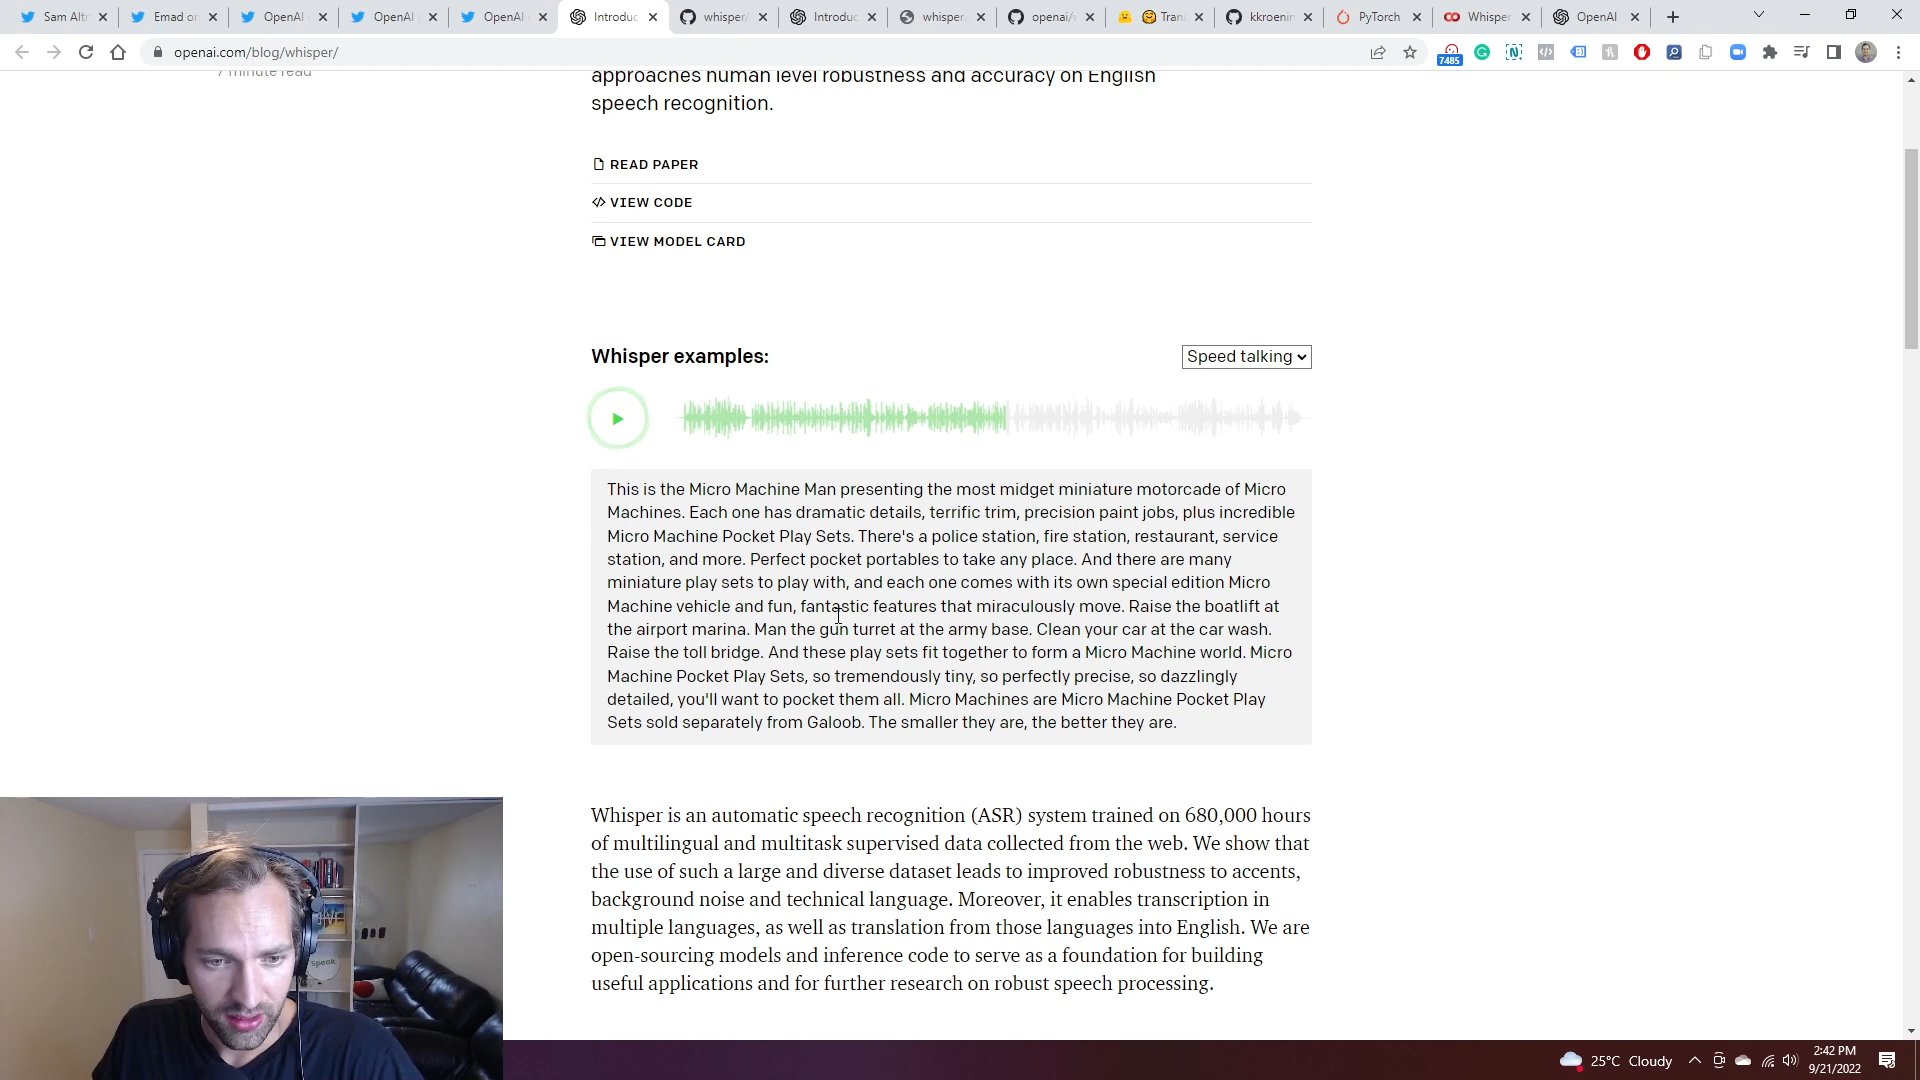 Sam Altr
Emad on
OpenAI
OpenAI
OpenAI
Introduc
whisper/
Introduc
whisper
openai/
Tran
kkroenin
PyTorch
Whisper
OpenAI
openai.com/blog/whisper/
7485
7 minute read
approaches human level robustness and accuracy on English
speech recognition.
READ PAPER
VIEW CODE
VIEW MODEL CARD
Whisper examples:
Speed talking
This is the Micro Machine Man presenting the most midget miniature motorcade of Micro
Machines. Each one has dramatic details, terrific trim, precision paint jobs, plus incredible
Micro Machine Pocket Play Sets. There's a police station, fire station, restaurant, service
station, and more. Perfect pocket portables to take any place. And there are many
miniature play sets to play with, and each one comes with its own special edition Micro
Machine vehicle and fun, fantastic features that miraculously move. Raise the boatlift at
the airport marina. Man the gun turret at the army base. Clean your car at the car wash.
Raise the toll bridge. And these play sets fit together to form a Micro Machine world. Micro
Machine Pocket Play Sets, so tremendously tiny, so perfectly precise, so dazzlingly
detailed, you'll want to pocket them all. Micro Machines are Micro Machine Pocket Play
Sets sold separately from Galoob. The smaller they are, the better they are.
Whisper is an automatic speech recognition (ASR) system trained on 680,000 hours
of multilingual and multitask supervised data collected from the web. We show that
the use of such a large and diverse dataset leads to improved robustness to accents,
background noise and technical language. Moreover, it enables transcription in
multiple languages, as well as translation from those languages into English. We are
open-sourcing models and inference code to serve as a foundation for building
useful applications and for further research on robust speech processing.
Speak
25°C Cloudy
2:42 PM
9/21/2022